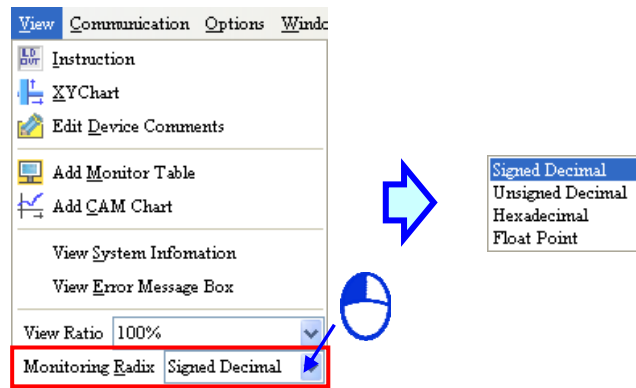 View Communication Options Windo
Instruction
XYChart
Edit Device Comments
Add Monitor Table
Add CAM Chart
View System Infomation
View Error Message Box
View Ratio 100%
Monitoring Radix Signed Decimal
Signed Decimal
Unsigned Decimal
Hexadecimal
Float Point